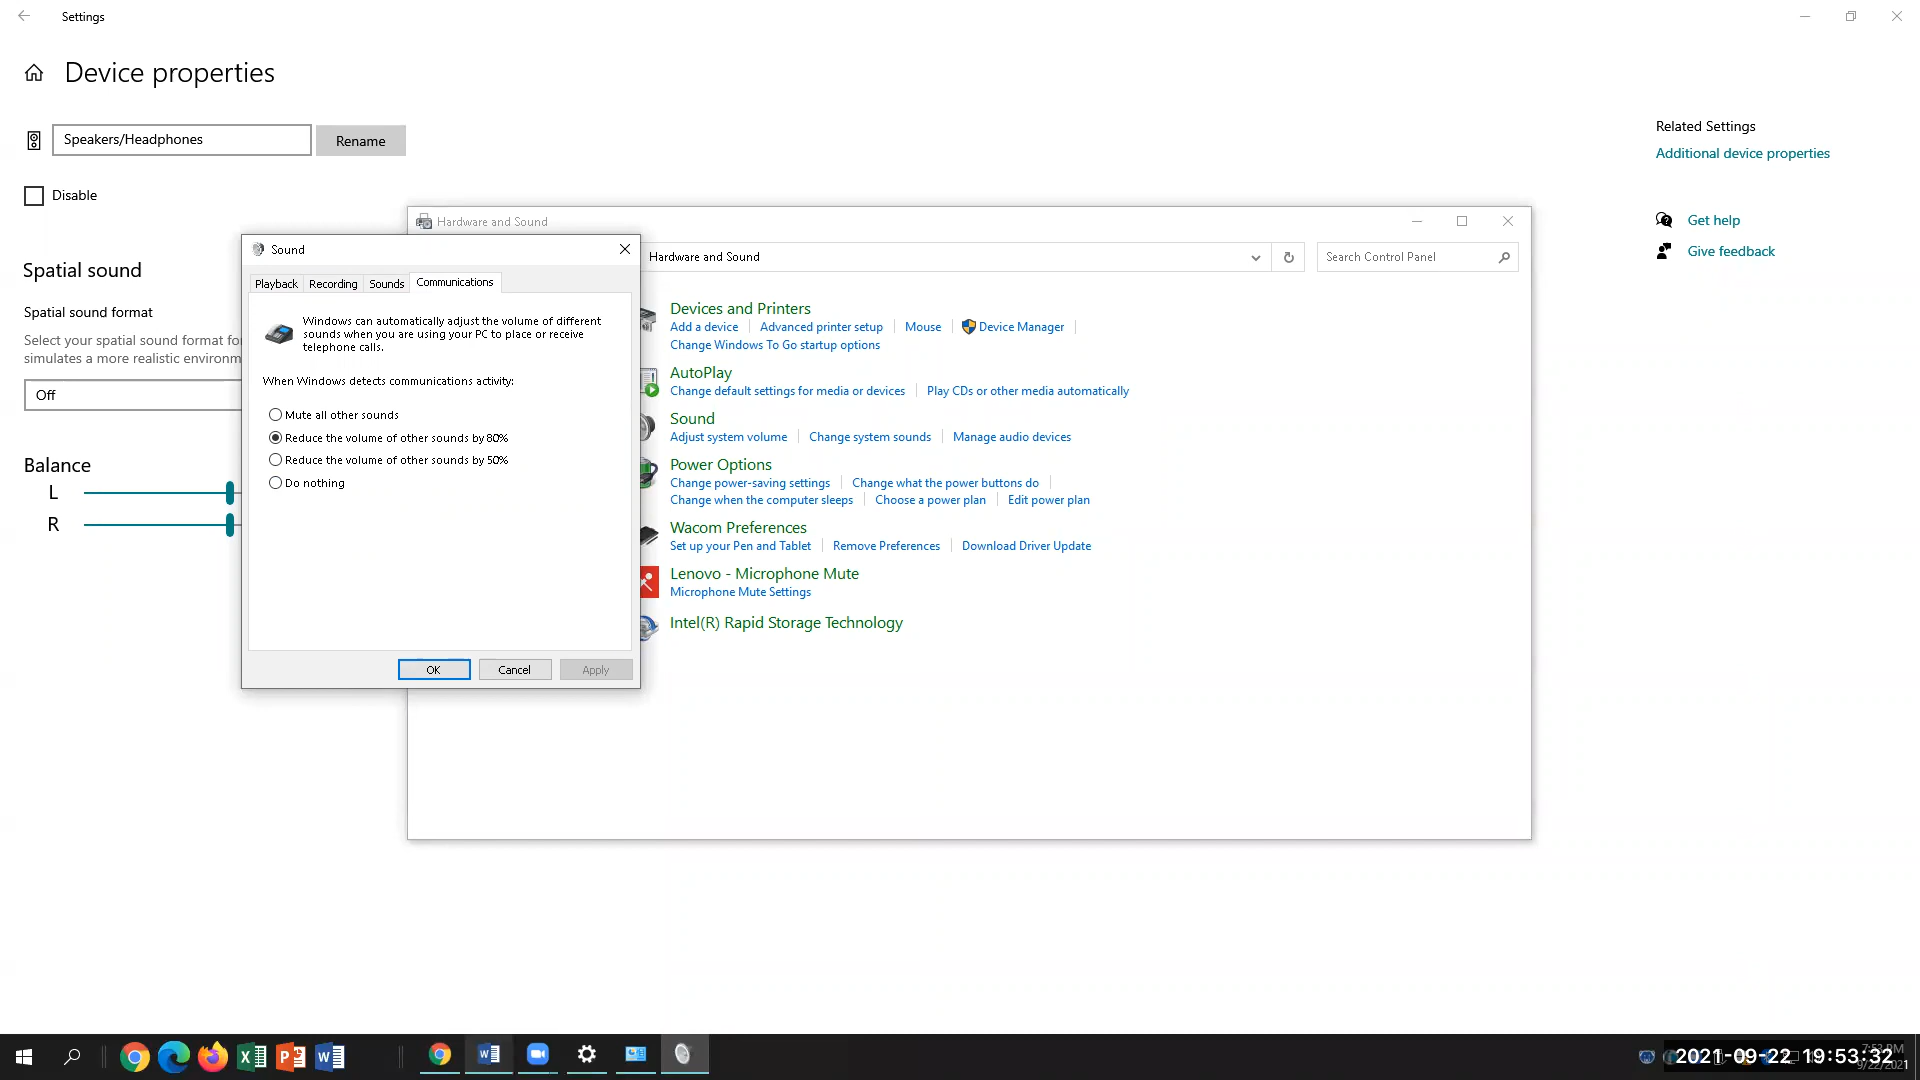 Settings
Device properties
Speakers/Headphones
Rename
Disable
Spatial sound
Spatial sound format
Select your spatial sound format fo
simulates a more realistic environm
Off
Balance
L
R
Related Settings
Additional device properties
Get help
Give feedback
Hardware and Sound
Hardware and Sound
Search Control Panel
Devices and Printers
Add a device
Advanced printer setup
Mouse
Device Manager
Change Windows To Go startup options
AutoPlay
Change default settings for media or devices
Play CDs or other media automatically
Sound
Adjust system volume
Change system sounds
Manage audio devices
Power Options
Change power-saving settings
Change what the power buttons do
Change when the computer sleeps
Choose a power plan
Edit power plan
Wacom Preferences
Set up your Pen and Tablet
Remove Preferences
Download Driver Update
Lenovo - Microphone Mute
Microphone Mute Settings
Intel(R) Rapid Storage Technology
Sound
Playback
Recording
Sounds
Communications
Windows can automatically adjust the volume of different
sounds when you are using your PC to place or receive
telephone calls.
When Windows detects communications activity:
Mute all other sounds
Reduce the volume of other sounds by 80%
Reduce the volume of other sounds by 50%
Do nothing
OK
Cancel
Apply
2021-09-22 19:53:32
7:53 PM
9/22/2021